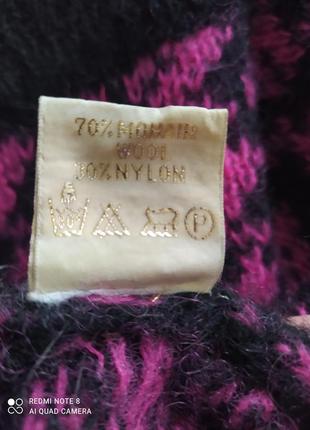 70% MOHAIR
WOOL
30% NYLON
P
REDMI NOTE 8
AI QUAD CAMERA